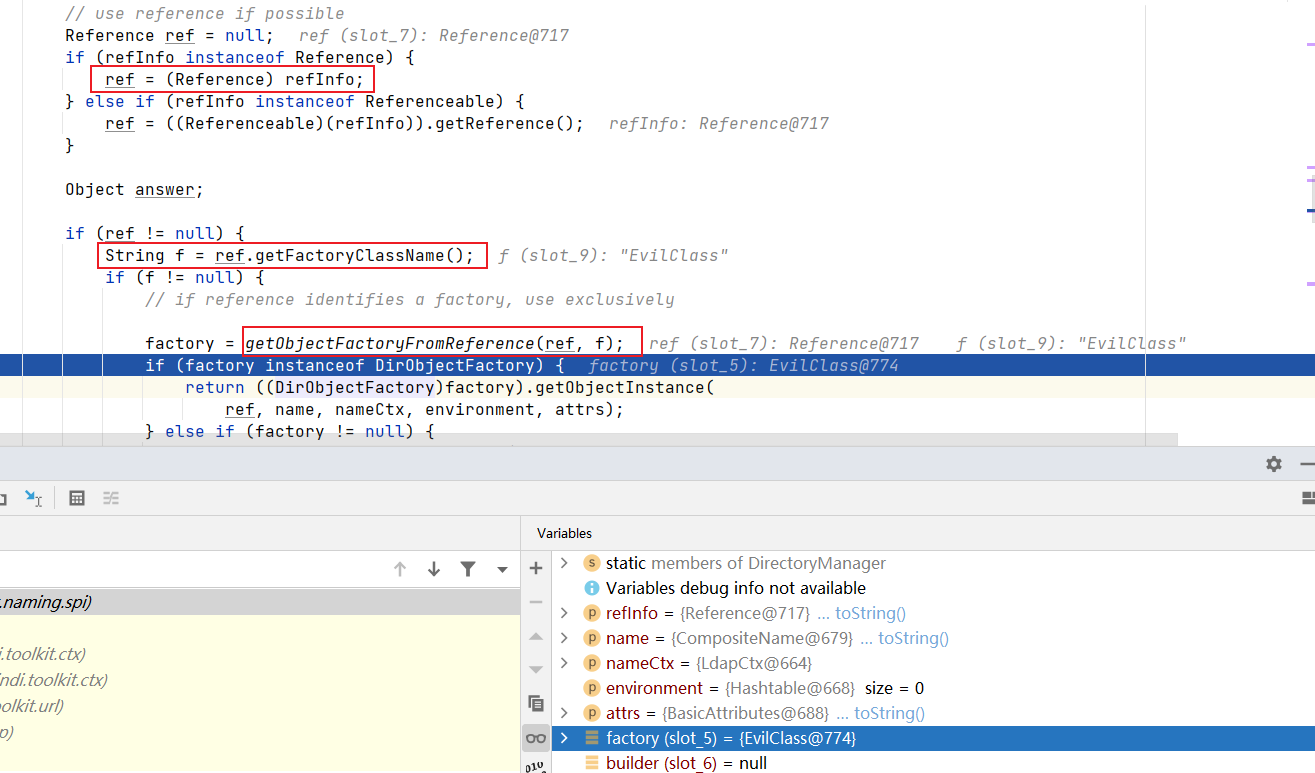 // use reference if possible
Reference ref = null;   ref (slot_7): Reference@717
if (refInfo instanceof Reference) {
ref = (Reference) refInfo;
} else if (refInfo instanceof Referenceable) {
ref = ((Referenceable)(refInfo)).getReference();   refInfo: Reference@717
}
Object answer;
if (ref != null) {
String f = ref.getFactoryClassName();   f (slot_9): "EvilClass"
if (f != null) {
// if reference identifies a factory, use exclusively
factory = getObjectFactoryFromReference(ref, f);   ref (slot_7): Reference@717   f (slot_9): "EvilClass"
if (factory instanceof DirObjectFactory) {   factory (slot_5): EvilClass@774
return ((DirObjectFactory)factory).getObjectInstance(
ref, name, nameCtx, environment, attrs);
} else if (factory != null) {
Variables
.naming.spi)
i.toolkit.ctx)
ndi.toolkit.ctx)
oolkit.url)
p)
static members of DirectoryManager
Variables debug info not available
refInfo = {Reference@717} ... toString()
name = {CompositeName@679} ... toString()
nameCtx = {LdapCtx@664}
environment = {Hashtable@668} size = 0
attrs = {BasicAttributes@688} ... toString()
factory (slot_5) = {EvilClass@774}
builder (slot_6) = null